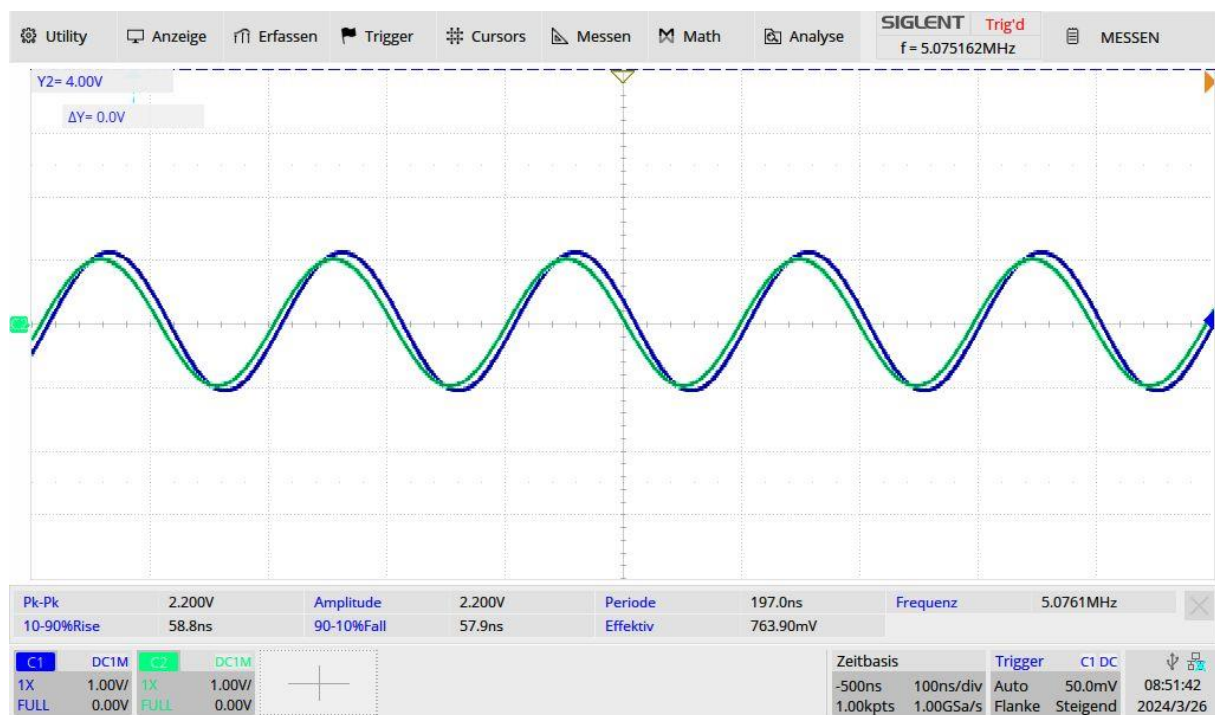 Utility Anzeige Erfassen Trigger Cursors Messen Math Analyse SIGLENT Trig'd MESSEN
f = 5.075162MHz
Y2= 4.00V
ΔY= 0.0V
Pk-Pk 2.200V Amplitude 2.200V Periode 197.0ns Frequenz 5.0761MHz
10-90%Rise 58.8ns 90-10%Fall 57.9ns Effektiv 763.90mV
C1 DC1M C2 DC1M Zeitbasis Trigger C1 DC
1X 1.00V/ 1X 1.00V/ -500ns 100ns/div Auto 50.0mV 08:51:42
FULL 0.00V FULL 0.00V 1.00kpts 1.00GSa/s Flanke Steigend 2024/3/26